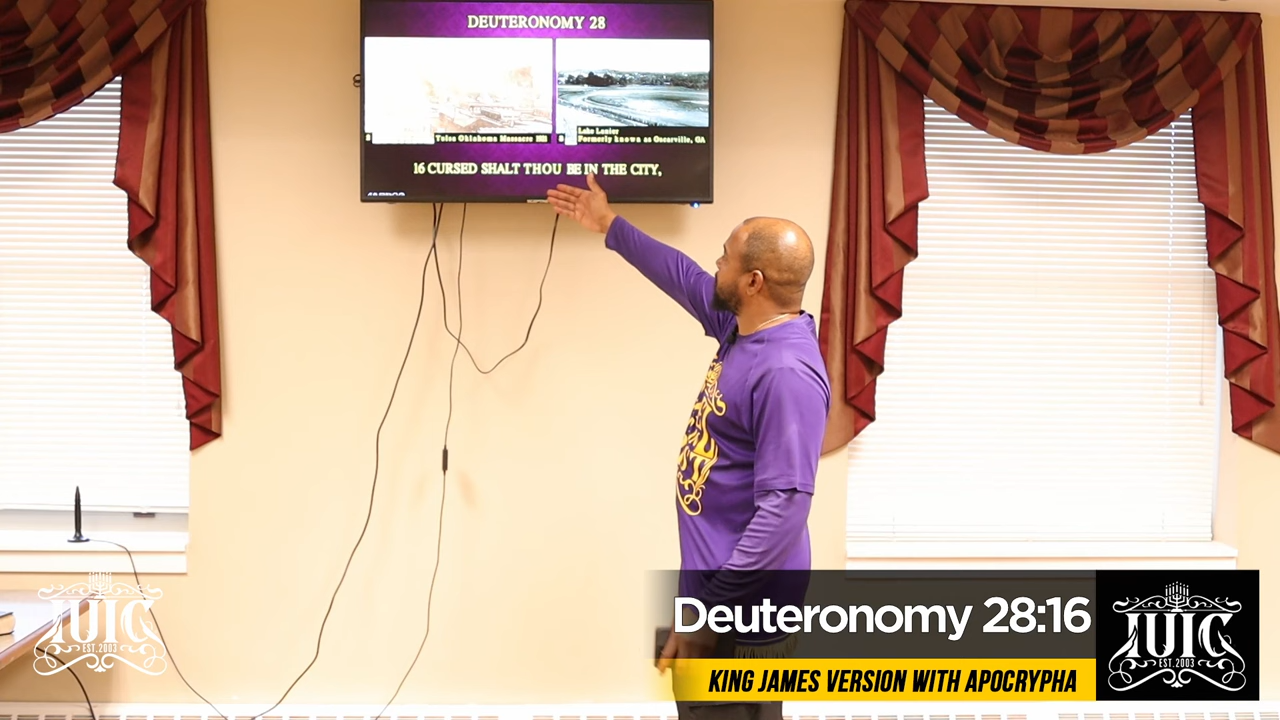 DEUTERONOMY 28
Tulsa Oklahoma Massacre 1921
Lake Lanier
Formerly known as Oscarville, GA
16 CURSED SHALT THOU BE IN THE CITY,
Deuteronomy 28:16
KING JAMES VERSION WITH APOCRYPHA
IUIC
EST. 2003
IUIC
EST. 2003